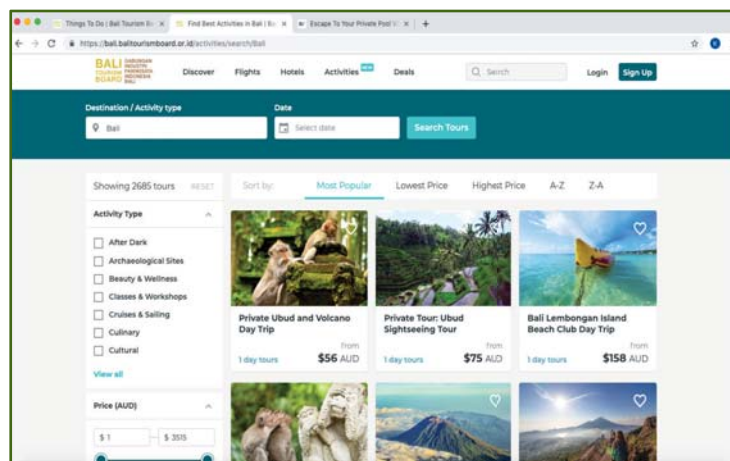 Things To Do | Bali Tourism B
Find Best Activities in Bali | Ba
Escape To Your Private Pool V
https://bali.balitourismboard.or.id/activities/search/Bali
BALI
TOURISM
BOARD
GABUNGAN
INDUSTRI
PARIWISATA
INDONESIA
BALI
Discover
Flights
Hotels
Activities
NEW
Deals
Search
Login
Sign Up
Destination / Activity type
Date
Bali
Select date
Search Tours
Showing 2685 tours
RESET
Sort by:
Most Popular
Lowest Price
Highest Price
A-Z
Z-A
Activity Type
After Dark
Archaeological Sites
Beauty & Wellness
Classes & Workshops
Cruises & Sailing
Culinary
Cultural
View all
Price (AUD)
$ 1
$ 3515
Private Ubud and Volcano
Day Trip
from
1 day tours
$56 AUD
Private Tour: Ubud
Sightseeing Tour
from
1 day tours
$75 AUD
Bali Lembongan Island
Beach Club Day Trip
from
1 day tours
$158 AUD